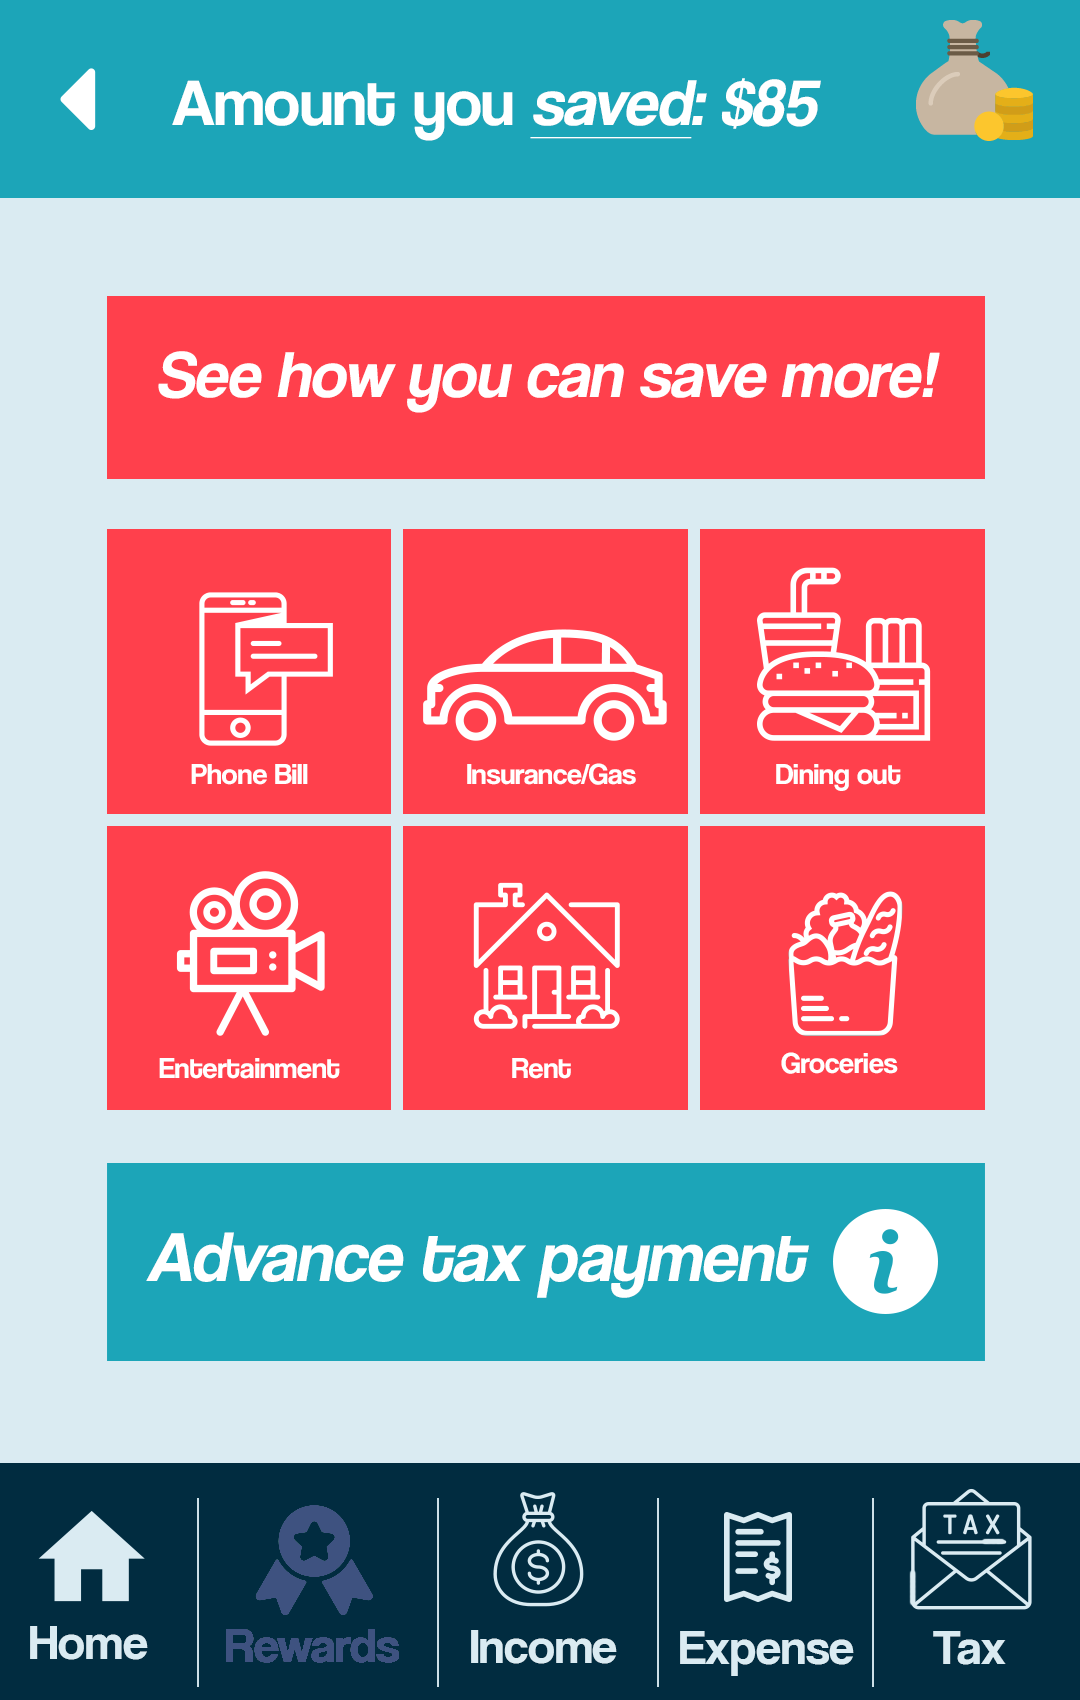 Amount you saved: $85
See how you can save more!
Phone Bill
Insurance/Gas
Dining out
Entertainment
Rent
Groceries
Advance tax payment i
$
$
TAX
Home
Rewards
Income
Expense
Tax